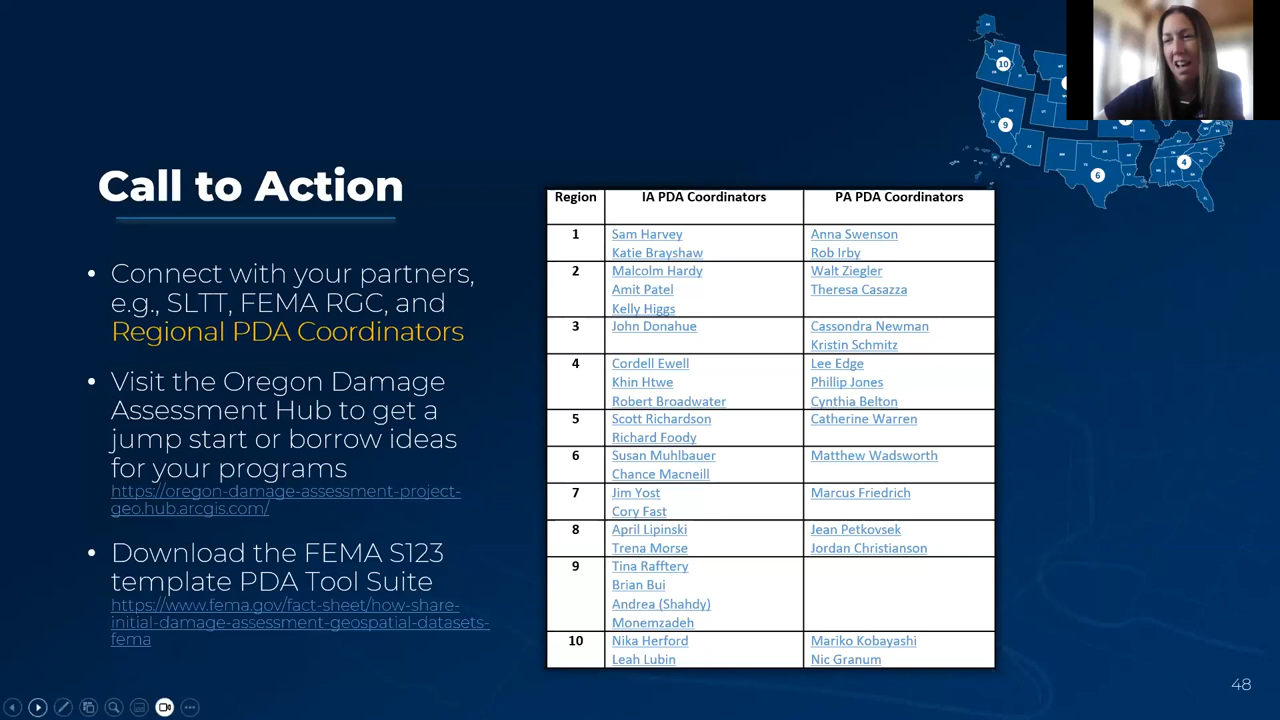 Call to Action
• Connect with your partners,
e.g., SLTT, FEMA RGC, and
Regional PDA Coordinators
• Visit the Oregon Damage
Assessment Hub to get a
jump start or borrow ideas
for your programs
https://oregon-damage-assessment-project-
geo.hub.arcgis.com/
• Download the FEMA S123
template PDA Tool Suite
https://www.fema.gov/fact-sheet/how-share-
initial-damage-assessment-geospatial-datasets-
fema
Region IA PDA Coordinators PA PDA Coordinators
1 Sam Harvey Anna Swenson
Katie Brayshaw Rob Irby
2 Malcolm Hardy Walt Ziegler
Amit Patel Theresa Casazza
Kelly Higgs
3 John Donahue Cassondra Newman
Kristin Schmitz
4 Cordell Ewell Lee Edge
Khin Htwe Phillip Jones
Robert Broadwater Cynthia Belton
5 Scott Richardson Catherine Warren
Richard Foody
6 Susan Muhlbauer Matthew Wadsworth
Chance Macneill
7 Jim Yost Marcus Friedrich
Cory Fast
8 April Lipinski Jean Petkovsek
Trena Morse Jordan Christianson
9 Tina Rafftery
Brian Bui
Andrea (Shahdy)
Monemzadeh
10 Nika Herford Mariko Kobayashi
Leah Lubin Nic Granum
10
9
6
4
48